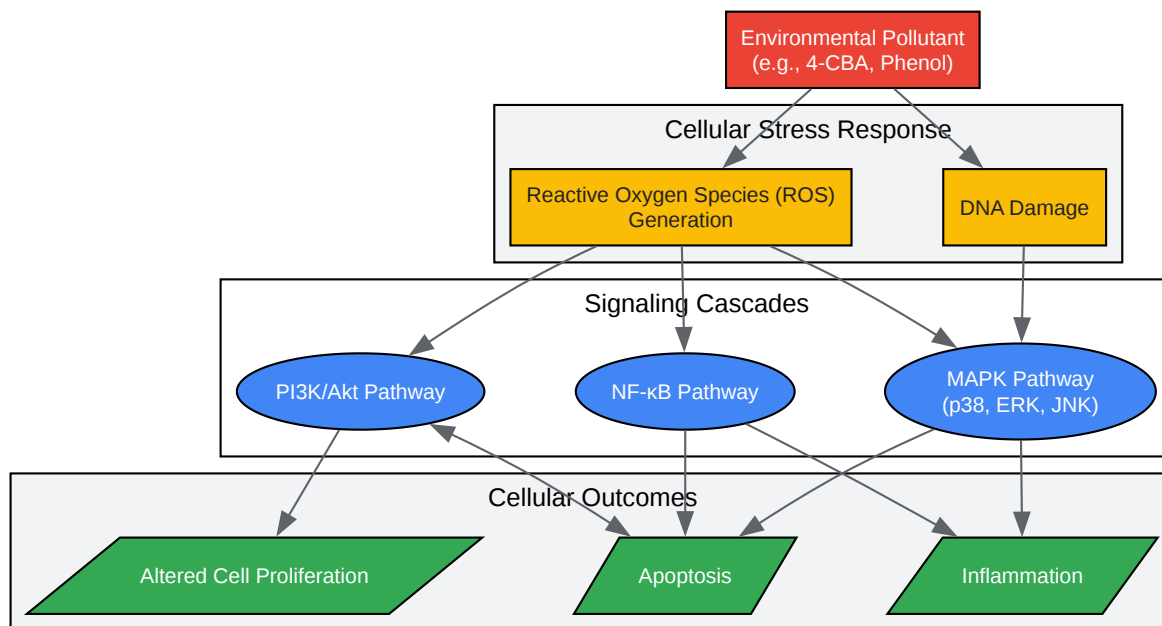 Environmental Pollutant
(e.g., 4-CBA, Phenol)
Cellular Stress Response
Reactive Oxygen Species (ROS)
Generation
DNA Damage
Signaling Cascades
PI3K/Akt Pathway
NF-κB Pathway
MAPK Pathway
(p38, ERK, JNK)
Cellular Outcomes
Altered Cell Proliferation
Apoptosis
Inflammation